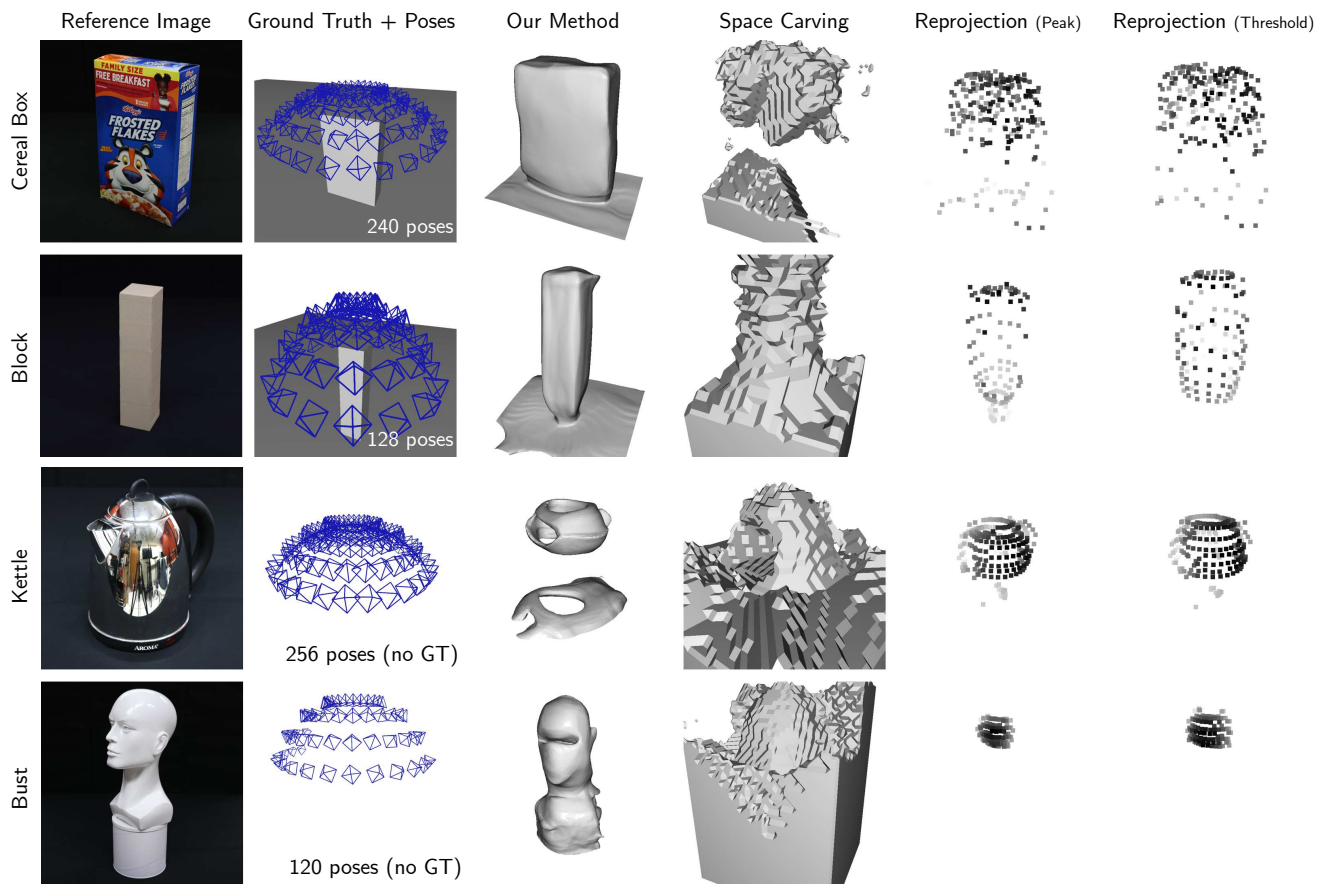 Reference Image
Ground Truth + Poses
Our Method
Space Carving
Reprojection (Peak)
Reprojection (Threshold)
Cereal Box
FAMILY SIZE
FREE BREAKFAST
Kellogg's
FROSTED
FLAKES
240 poses
Block
128 poses
Kettle
AROMA
256 poses (no GT)
Bust
120 poses (no GT)